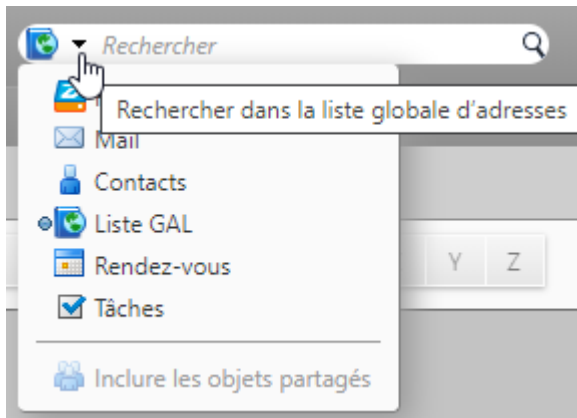 Rechercher
Rechercher dans la liste globale d'adresses
Mail
Contacts
Liste GAL
Rendez-vous
Y Z
Tâches
Inclure les objets partagés